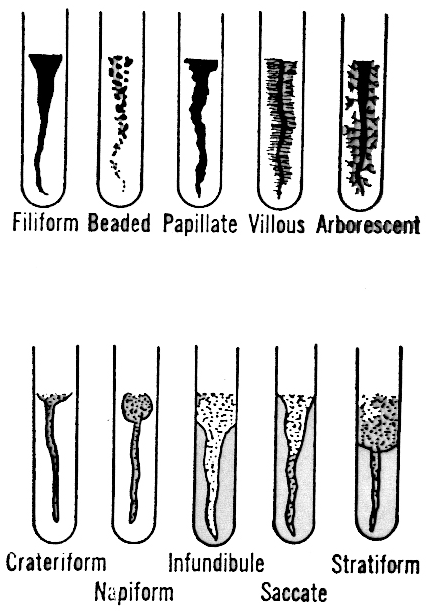 Filiform Beaded Papillate Villous Arborescent
Crateriform Infundibule Stratiform
Napiform Saccate